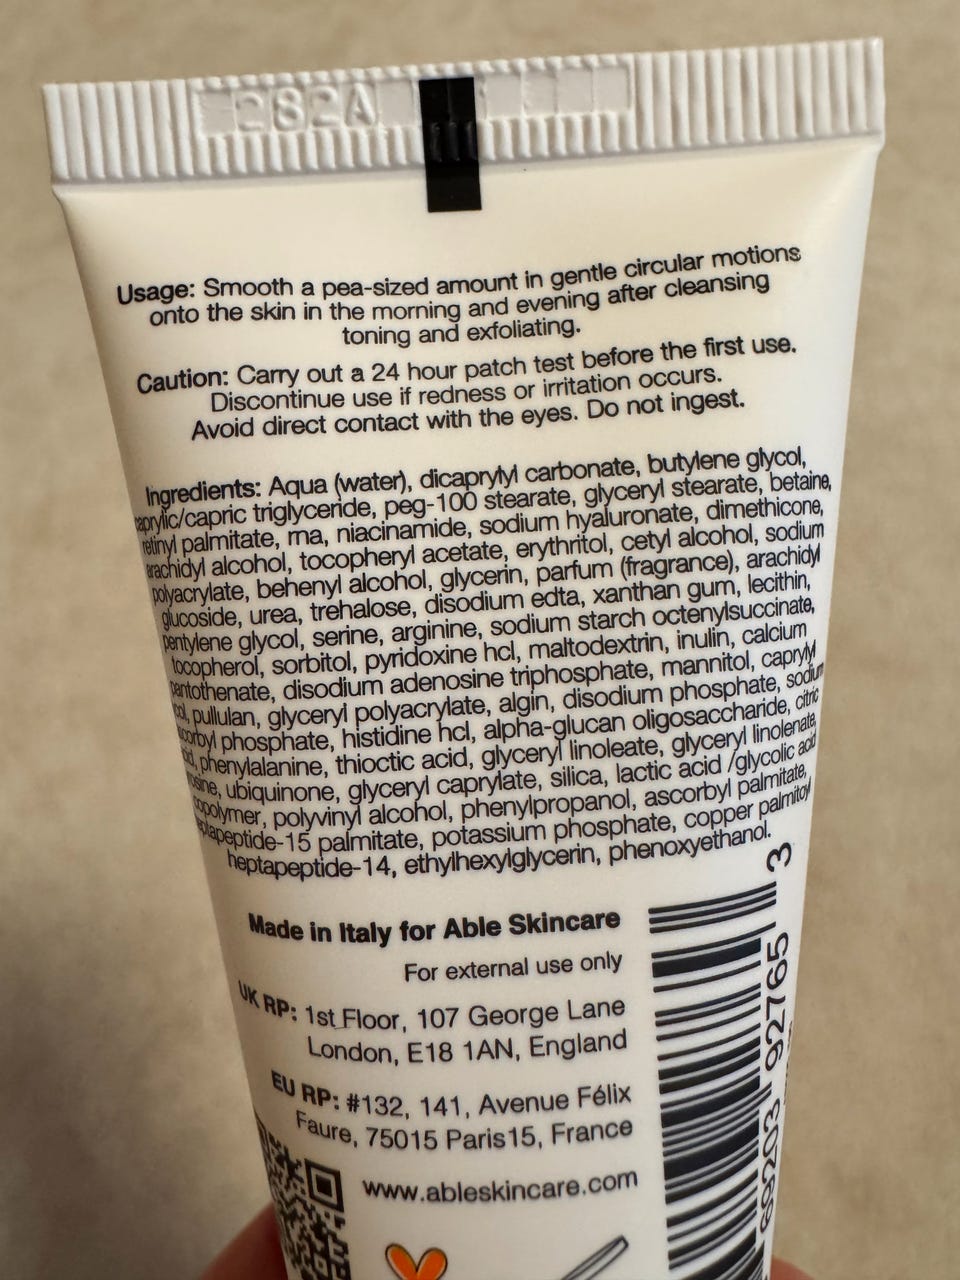 282A
Usage: Smooth a pea-sized amount in gentle circular motions
onto the skin in the morning and evening after cleansing
toning and exfoliating.
Caution: Carry out a 24 hour patch test before the first use.
Discontinue use if redness or irritation occurs.
Avoid direct contact with the eyes. Do not ingest.
Ingredients: Aqua (water), dicaprylyl carbonate, butylene glycol,
caprylic/capric triglyceride, peg-100 stearate, glyceryl stearate, betaine,
retinyl palmitate, rna, niacinamide, sodium hyaluronate, dimethicone,
arachidyl alcohol, tocopheryl acetate, erythritol, cetyl alcohol, sodium
polyacrylate, behenyl alcohol, glycerin, parfum (fragrance), arachidyl
glucoside, urea, trehalose, disodium edta, xanthan gum, lecithin,
pentylene glycol, serine, arginine, sodium starch octenylsuccinate,
tocopherol, sorbitol, pyridoxine hcl, maltodextrin, inulin, calcium
pantothenate, disodium adenosine triphosphate, mannitol, caprylyl
pullulan, glyceryl polyacrylate, algin, disodium phosphate, sodium
phosphate, histidine hcl, alpha-glucan oligosaccharide, citric
phenylalanine, thioctic acid, glyceryl linoleate, glyceryl linolenate,
ubiquinone, glyceryl caprylate, silica, lactic acid /glycolic acid
copolymer, polyvinyl alcohol, phenylpropanol, ascorbyl palmitate,
palmitate, potassium phosphate, copper palmitoyl
heptapeptide-14, ethylhexylglycerin, phenoxyethanol.
Made in Italy for Able Skincare
For external use only
UK RP: 1st Floor, 107 George Lane
London, E18 1AN, England
EU RP: #132, 141, Avenue Félix
Faure, 75015 Paris15, France
www.ableskincare.com
69203 92765 3